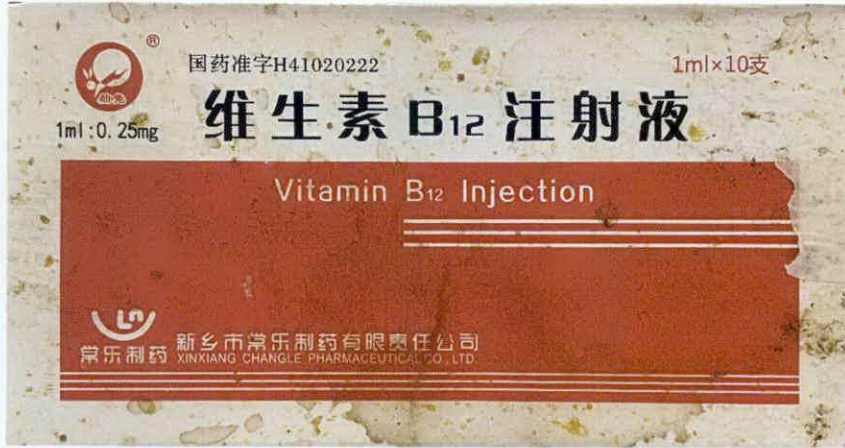 ®
国药准字H41020222
1ml×10支
仙兔
1ml:0.25mg
维生素B12注射液
Vitamin B12 Injection
常乐制药
新乡市常乐制药有限责任公司
XINXIANG CHANGLE PHARMACEUTICAL CO.,LTD.